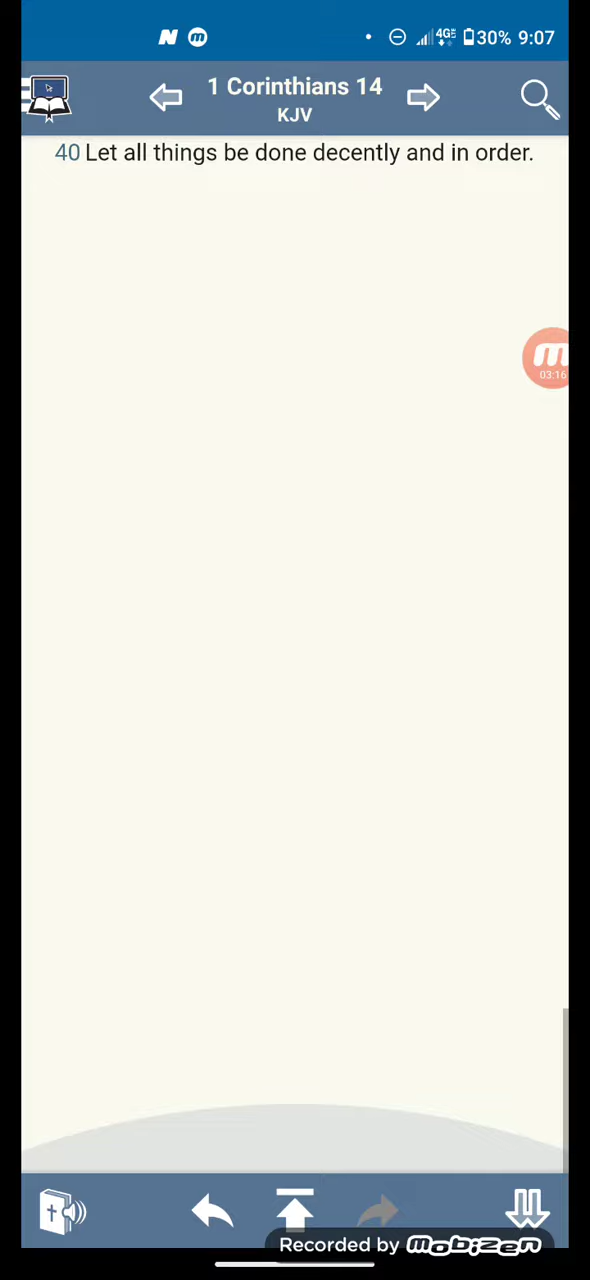 4G 30% 9:07
1 Corinthians 14
KJV
40 Let all things be done decently and in order.
03:16
Recorded by mobizen